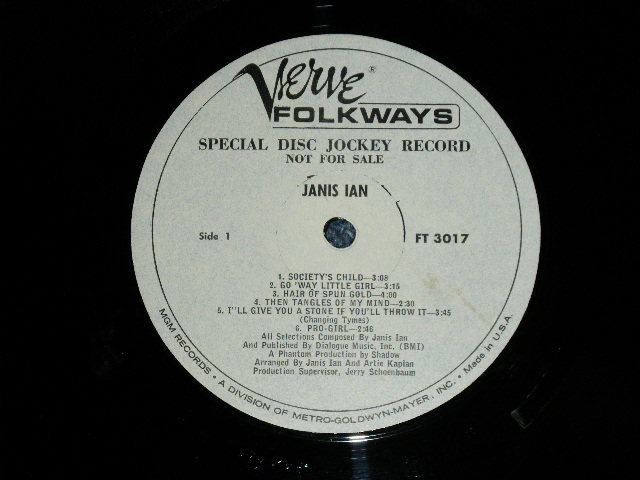 Verve®
FOLKWAYS
SPECIAL DISC JOCKEY RECORD
NOT FOR SALE
JANIS IAN
Side 1
FT 3017
1. SOCIETY'S CHILD—3:08
2. GO 'WAY LITTLE GIRL—3:15
3. HAIR OF SPUN GOLD—4:00
4. THEN TANGLES OF MY MIND—2:30
5. I"LL GIVE YOU A STONE IF YOU'LL THROW IT—3:45
(Changing Tymes)
6. PRO-GIRL—2:46
All Selections Composed By Janis Ian
And Published By Dialogue Music, Inc. (BMI)
A Phantom Production by Shadow
Arranged By Janis Ian And Artie Kaplan
Production Supervisor, Jerry Schoenbaum
MGM RECORDS • A DIVISION OF METRO-GOLDWYN-MAYER, INC. • Made in U.S.A.